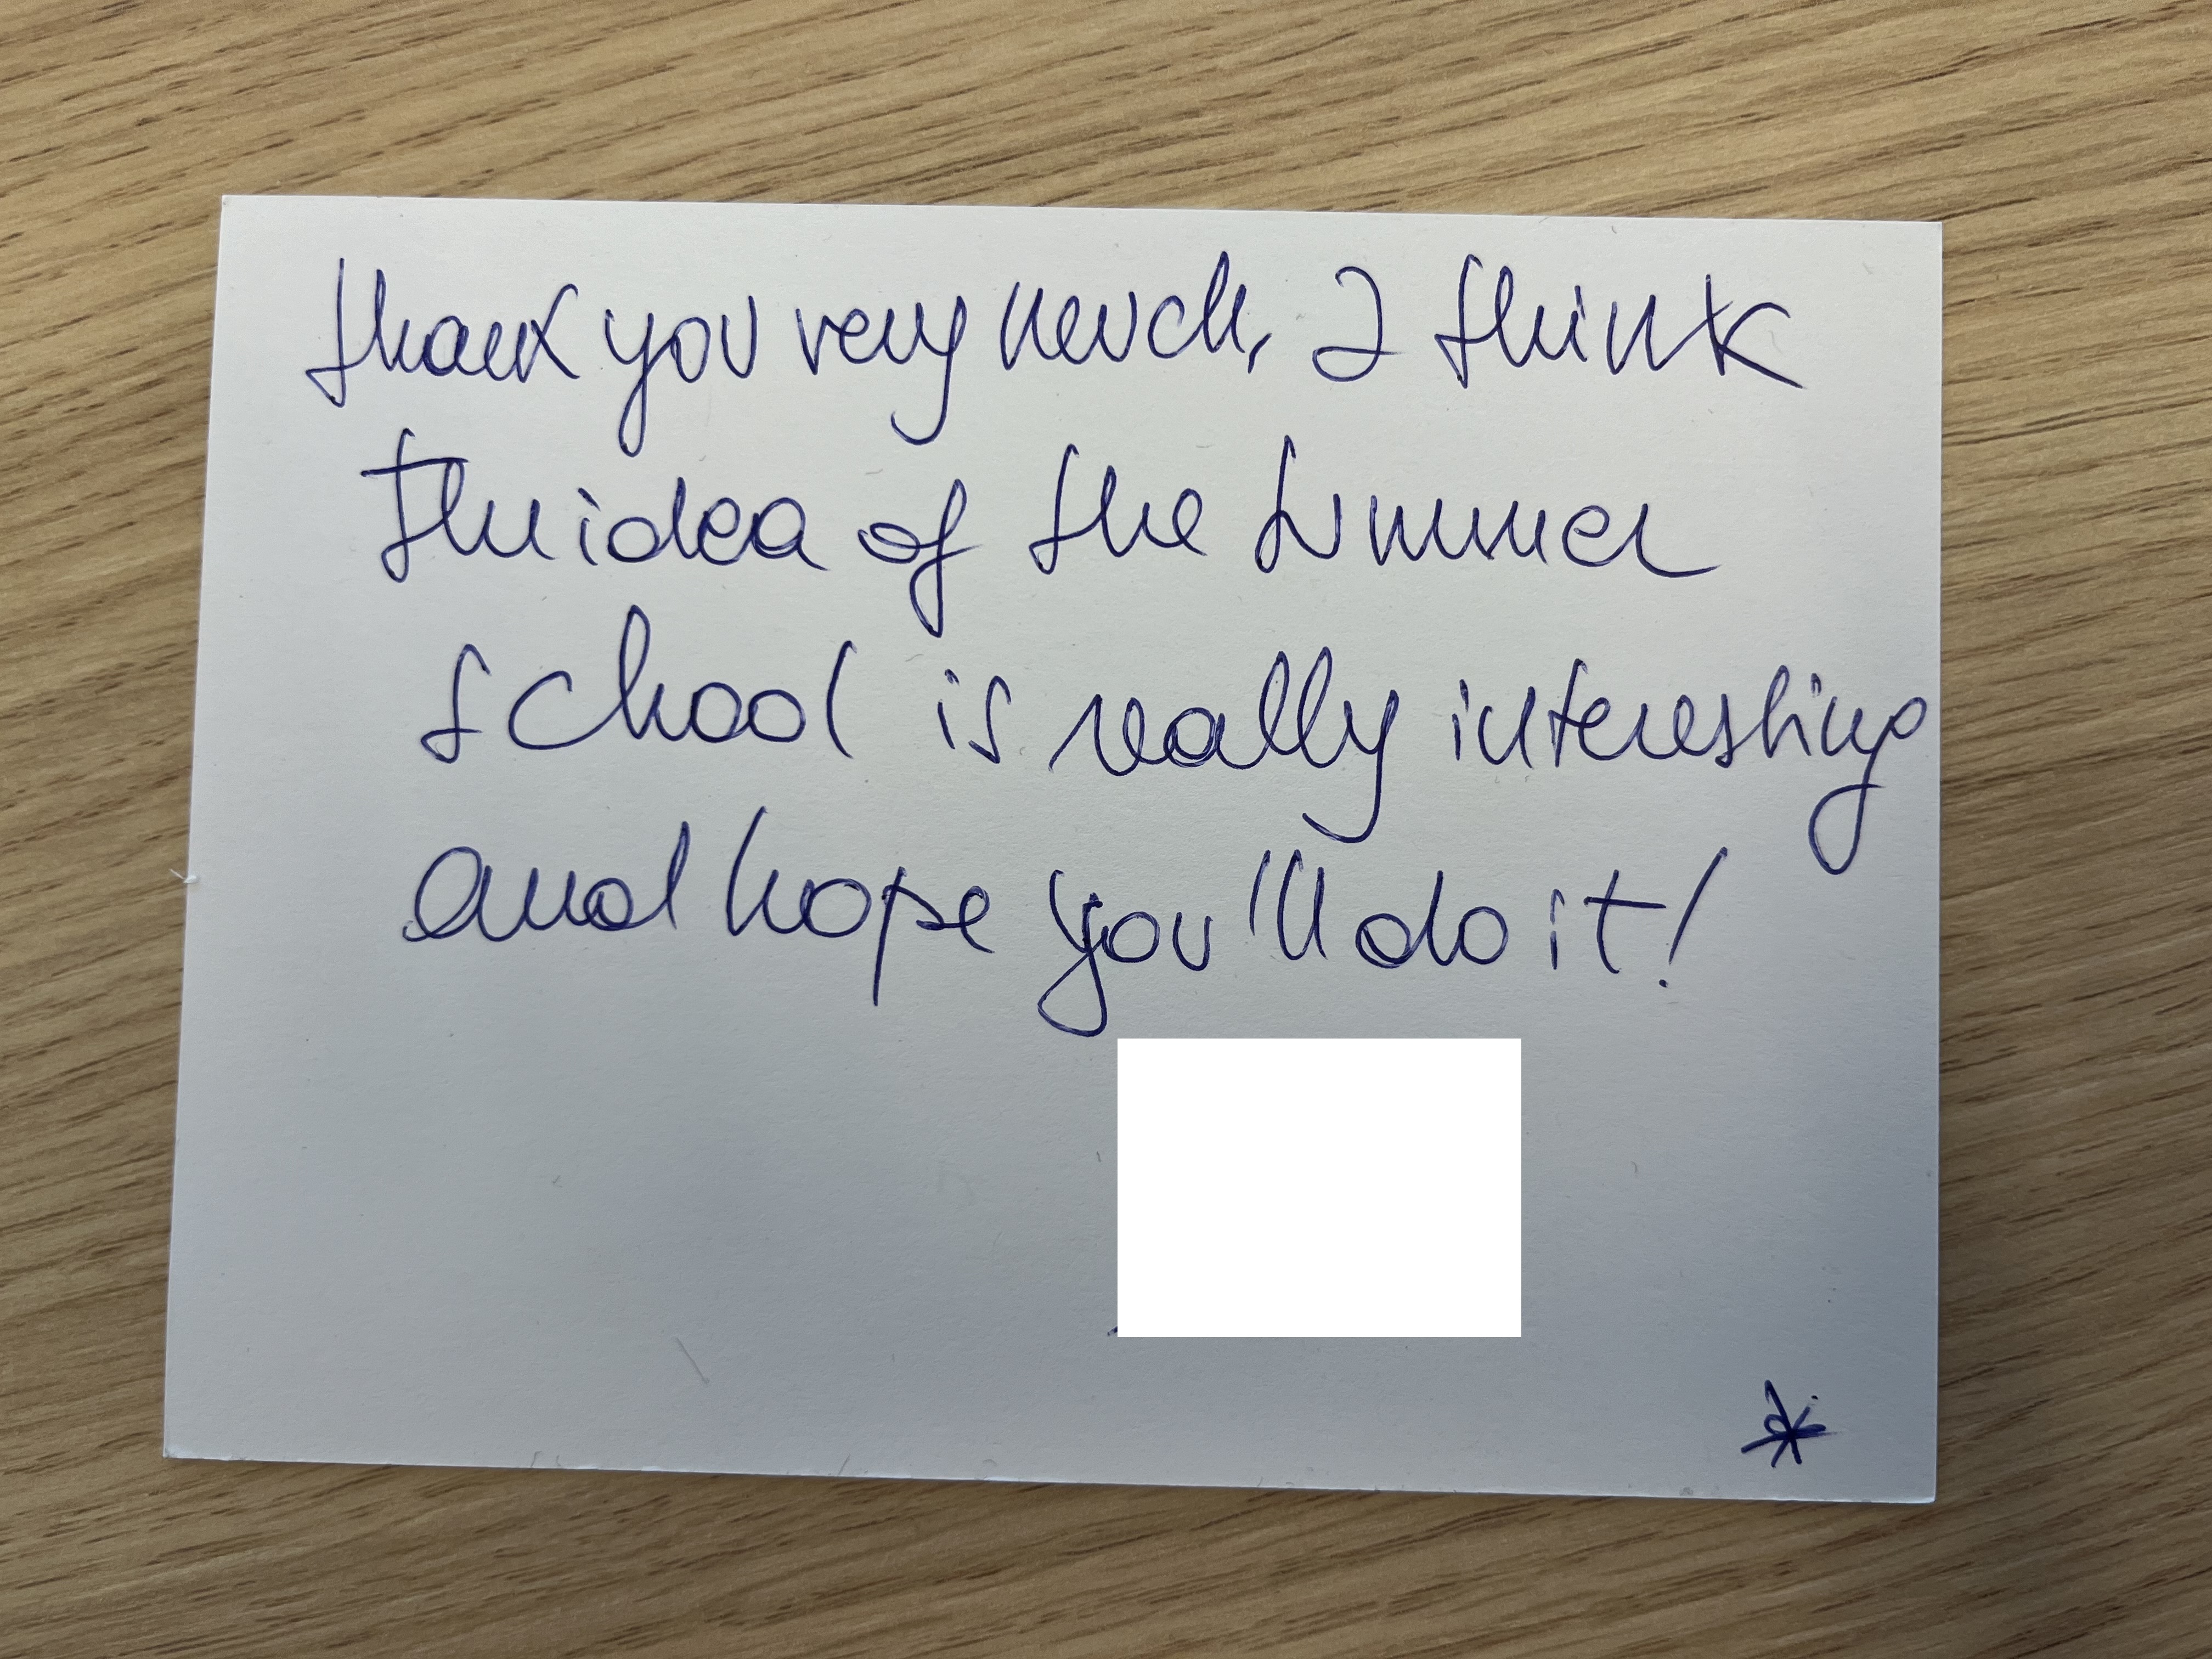 thank you very much, I think
the idea of the summer
school is really interesting
and hope you'll do it!
*